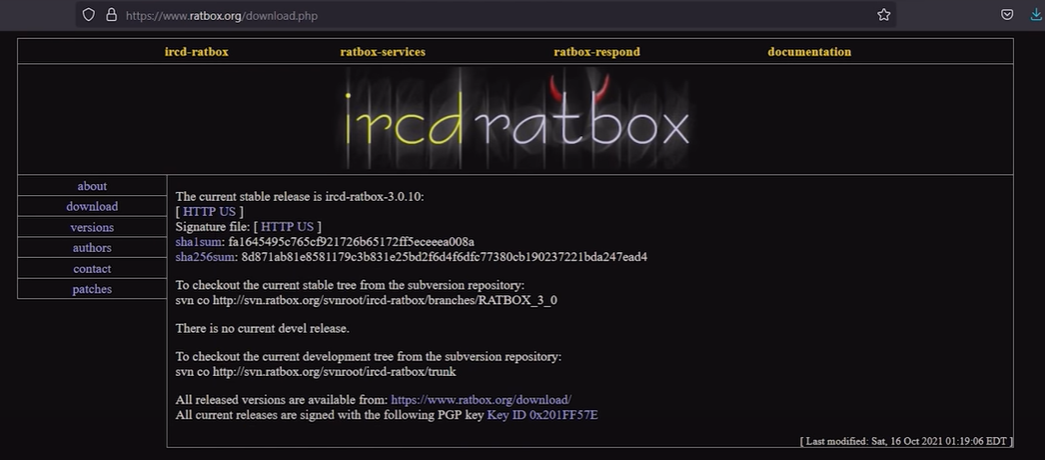 https://www.ratbox.org/download.php
ircd-ratbox ratbox-services ratbox-respond documentation
ircd ratbox
about
download
versions
authors
contact
patches
The current stable release is ircd-ratbox-3.0.10:
[ HTTP US ]
Signature file: [ HTTP US ]
sha1sum: fa1645495c765cf921726b65172ff5eceeea008a
sha256sum: 8d871ab81e8581179c3b831e25bd2f6d4f6dfc77380cb190237221bda247ead4
To checkout the current stable tree from the subversion repository:
svn co http://svn.ratbox.org/svnroot/ircd-ratbox/branches/RATBOX_3_0
There is no current devel release.
To checkout the current development tree from the subversion repository:
svn co http://svn.ratbox.org/svnroot/ircd-ratbox/trunk
All released versions are available from: https://www.ratbox.org/download/
All current releases are signed with the following PGP key Key ID 0x201FF57E
[ Last modified: Sat, 16 Oct 2021 01:19:06 EDT ]